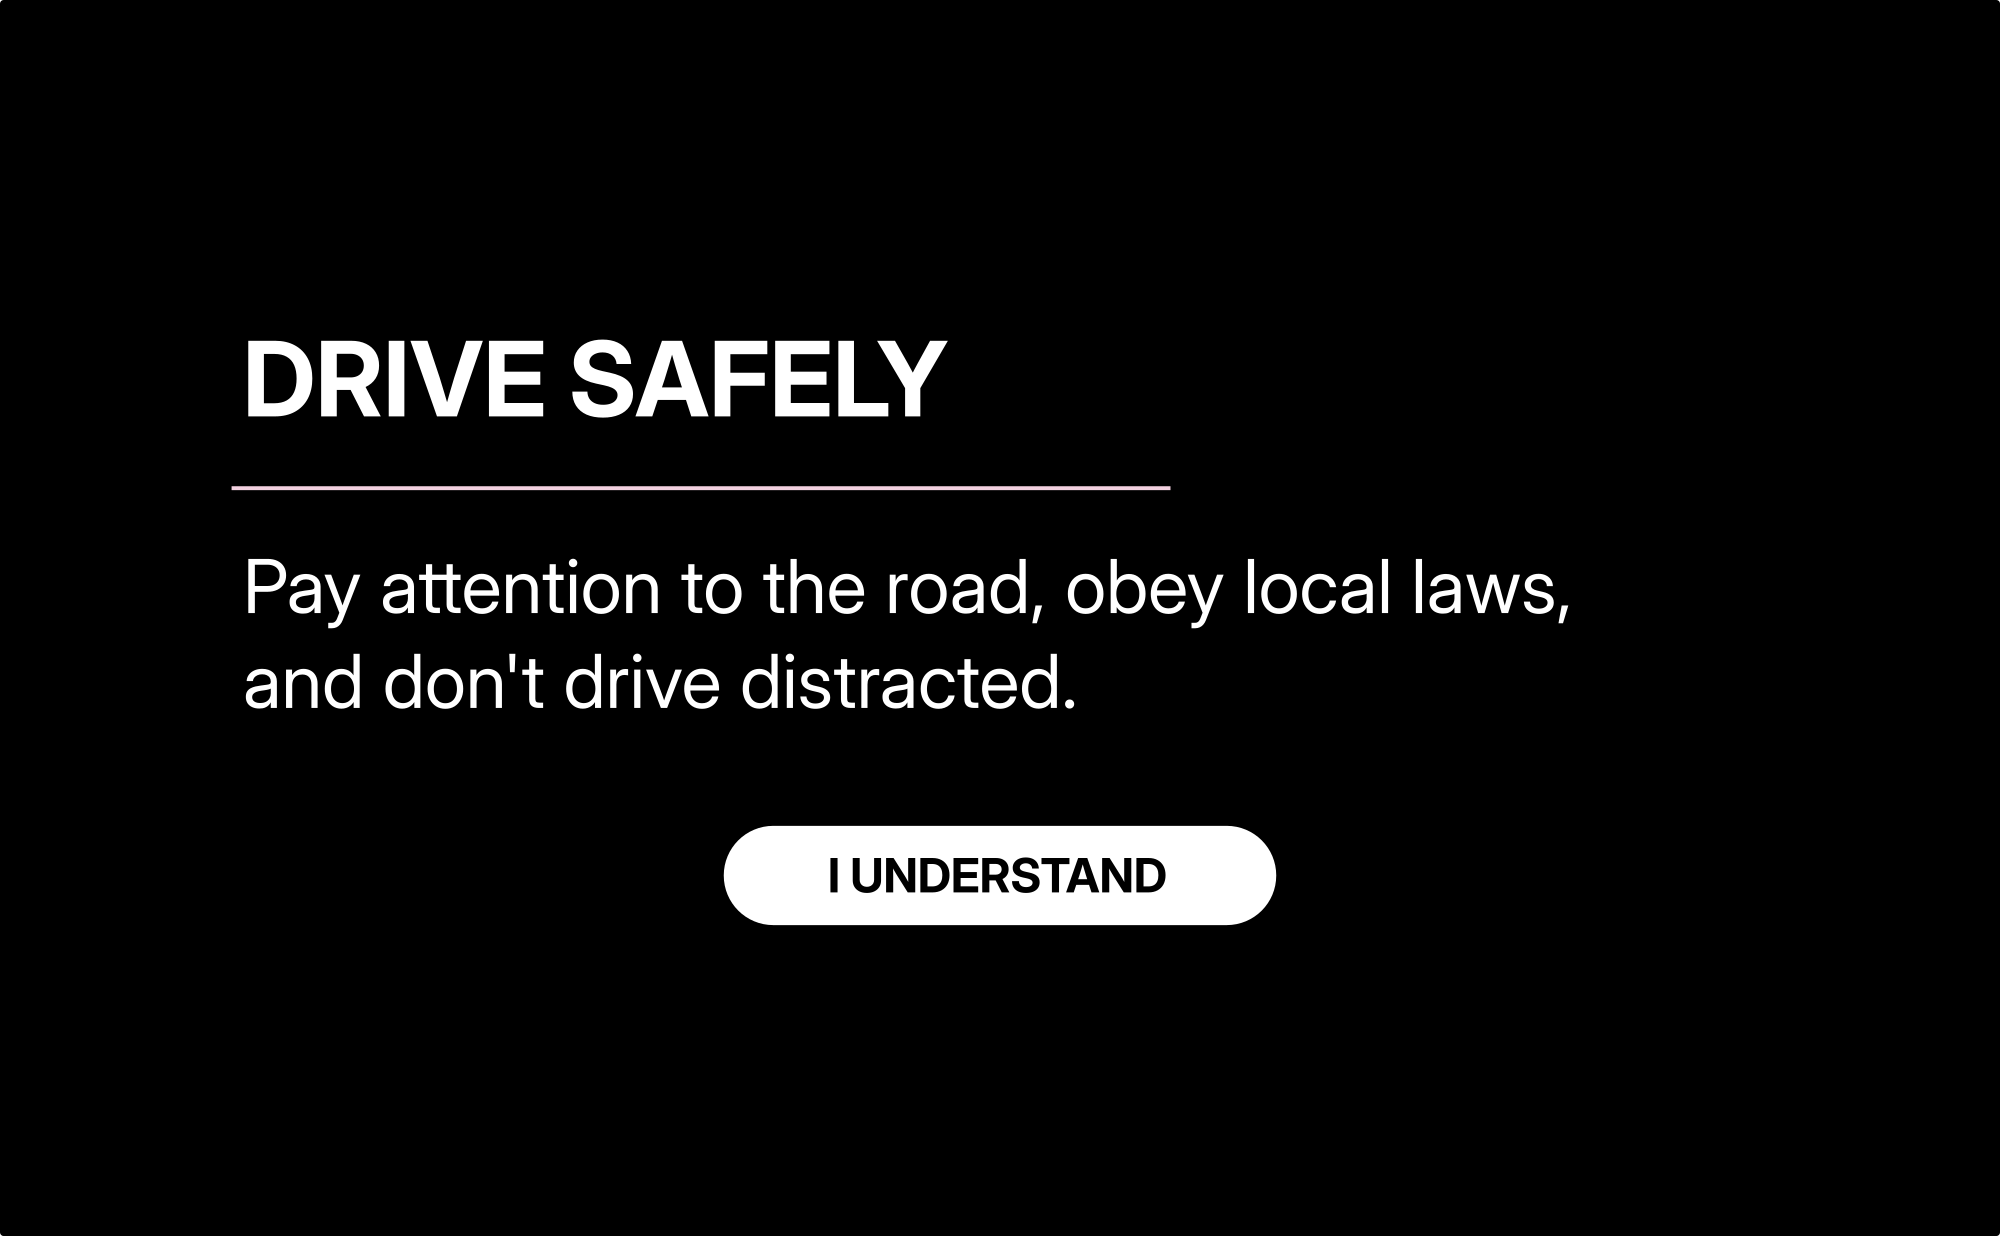 DRIVE SAFELY
Pay attention to the road, obey local laws,
and don't drive distracted.
I UNDERSTAND